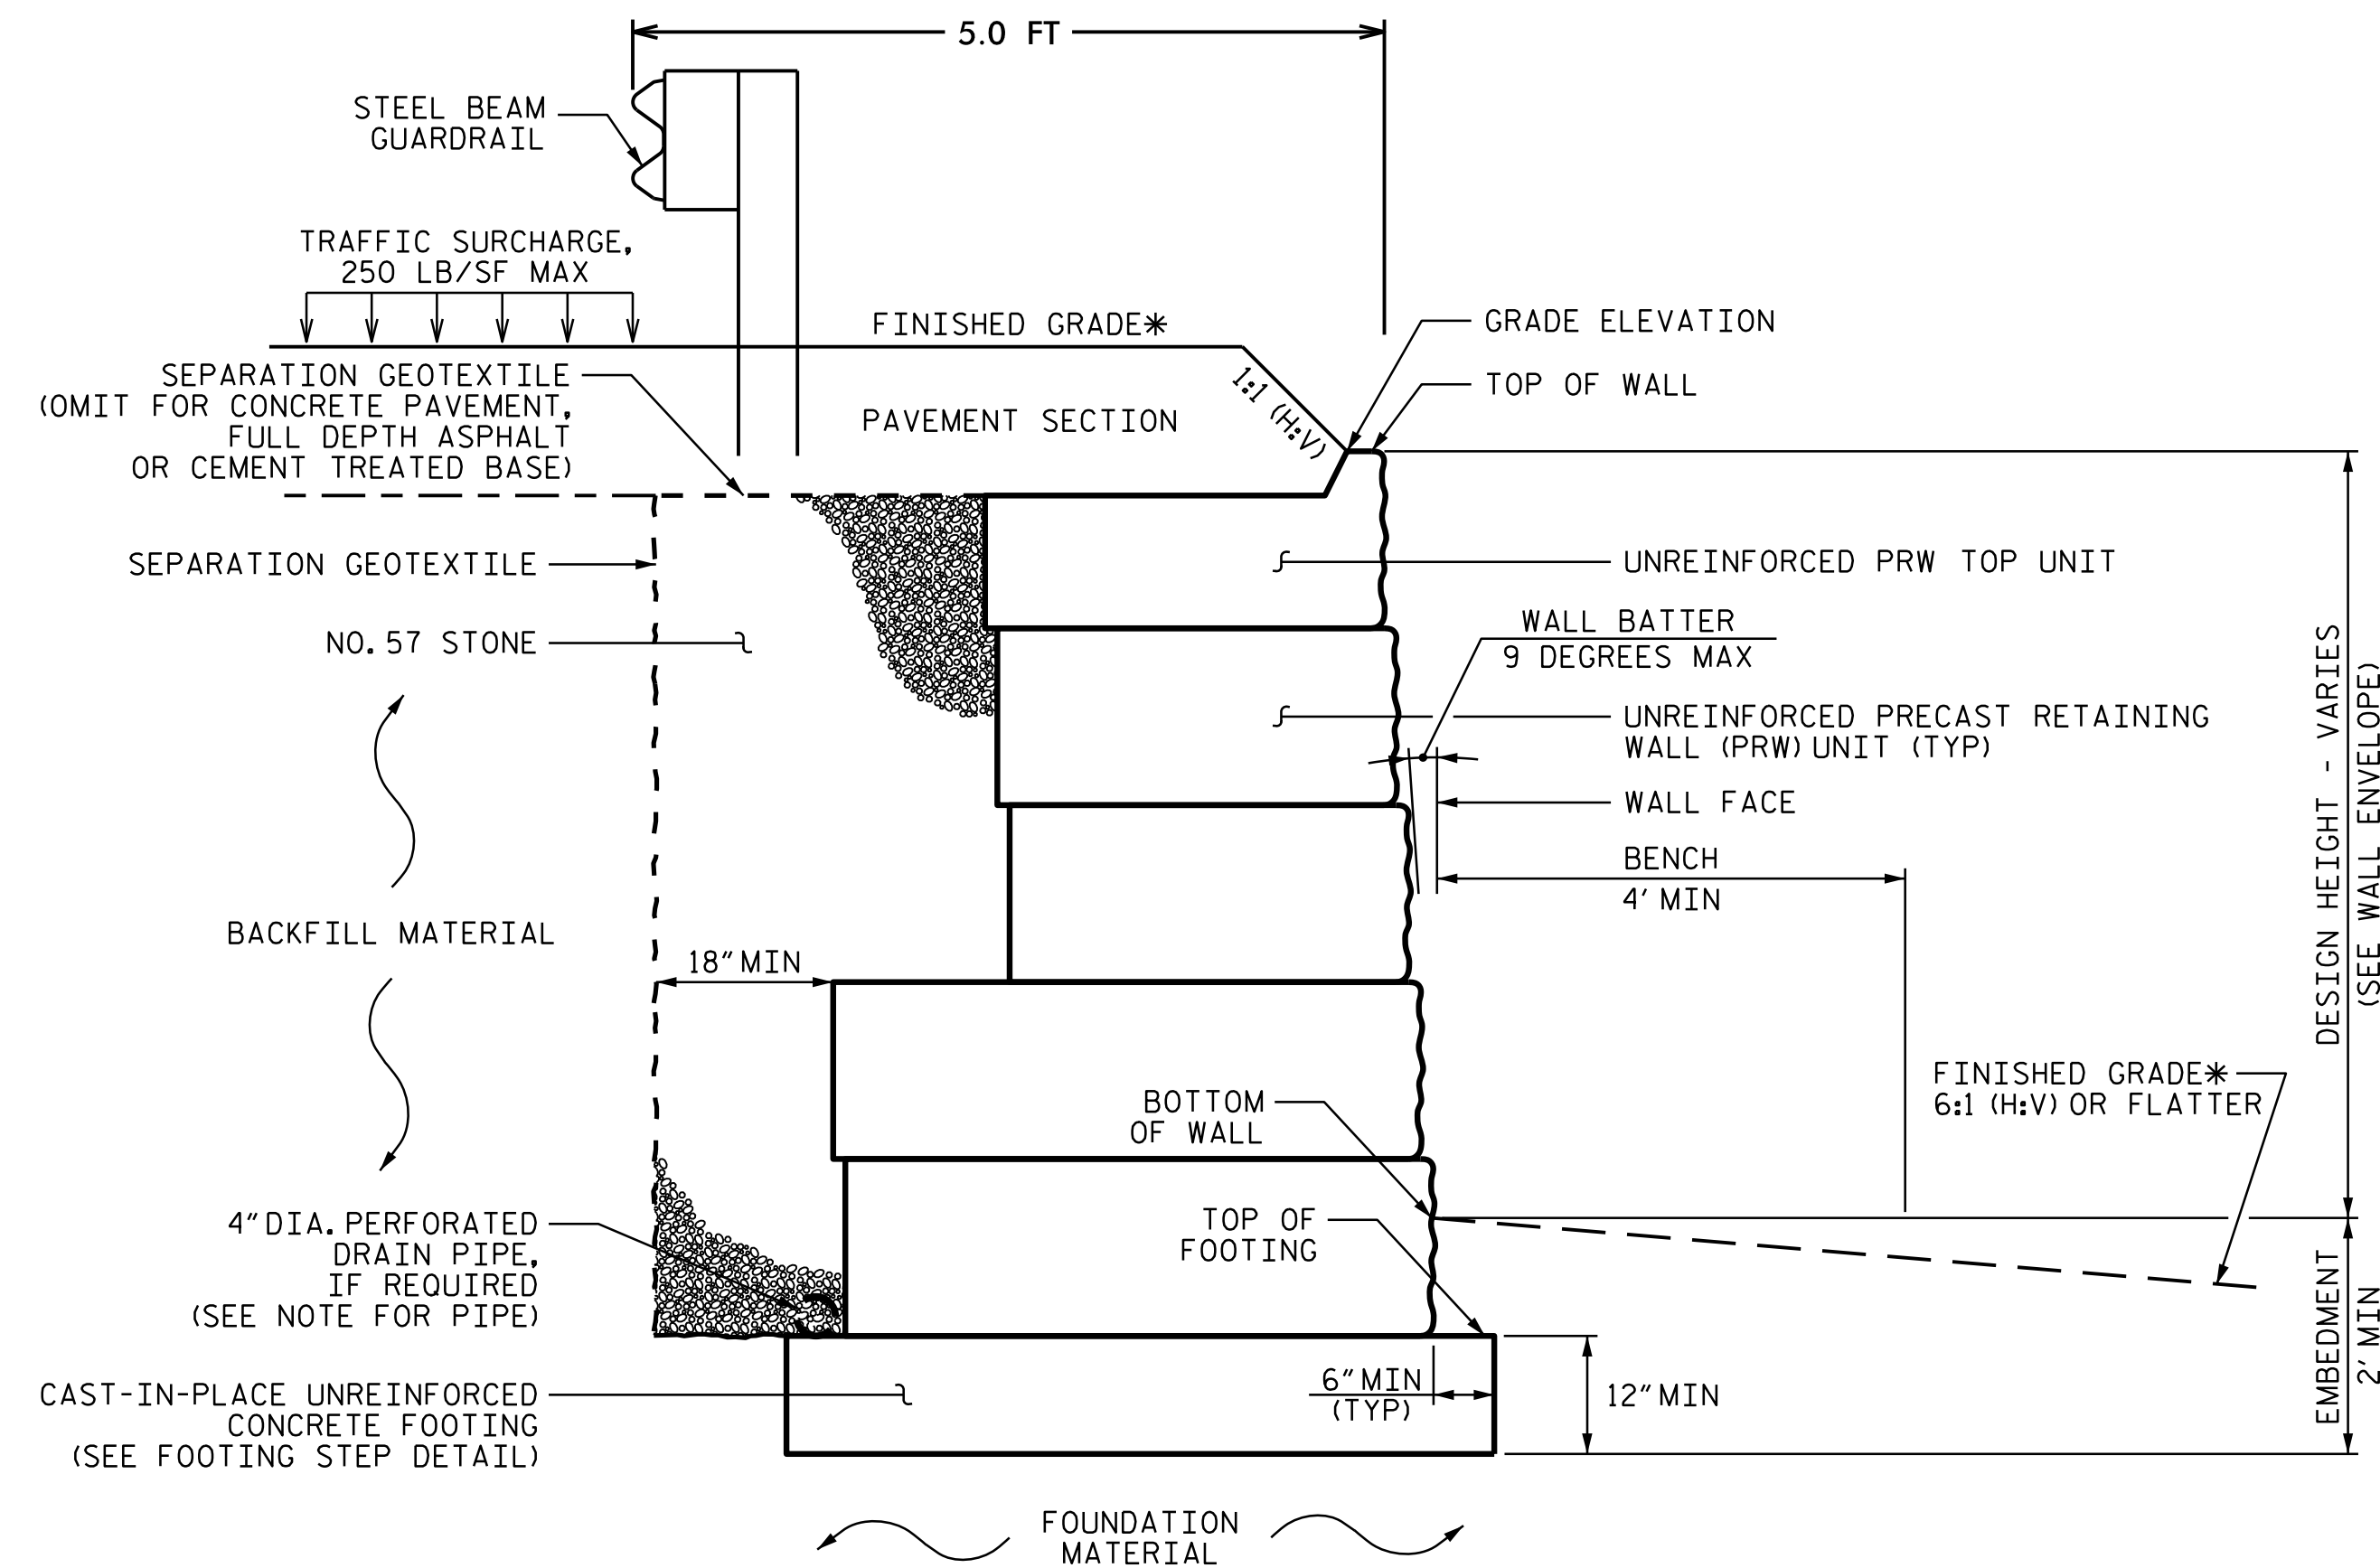 5.0 FT
STEEL BEAM
GUARDRAIL
TRAFFIC SURCHARGE,
250 LB/SF MAX
FINISHED GRADE*
GRADE ELEVATION
TOP OF WALL
1:1 (H:V)
SEPARATION GEOTEXTILE
(OMIT FOR CONCRETE PAVEMENT,
FULL DEPTH ASPHALT
OR CEMENT TREATED BASE)
PAVEMENT SECTION
SEPARATION GEOTEXTILE
UNREINFORCED PRW TOP UNIT
NO. 57 STONE
WALL BATTER
9 DEGREES MAX
UNREINFORCED PRECAST RETAINING
WALL (PRW) UNIT (TYP)
WALL FACE
BENCH
4' MIN
DESIGN HEIGHT - VARIES
(SEE WALL ENVELOPE)
BACKFILL MATERIAL
18" MIN
BOTTOM
OF WALL
FINISHED GRADE*
6:1 (H:V) OR FLATTER
TOP OF
FOOTING
4" DIA. PERFORATED
DRAIN PIPE,
IF REQUIRED
(SEE NOTE FOR PIPE)
EMBEDMENT
2' MIN
CAST-IN-PLACE UNREINFORCED
CONCRETE FOOTING
(SEE FOOTING STEP DETAIL)
6" MIN
(TYP)
12" MIN
FOUNDATION
MATERIAL